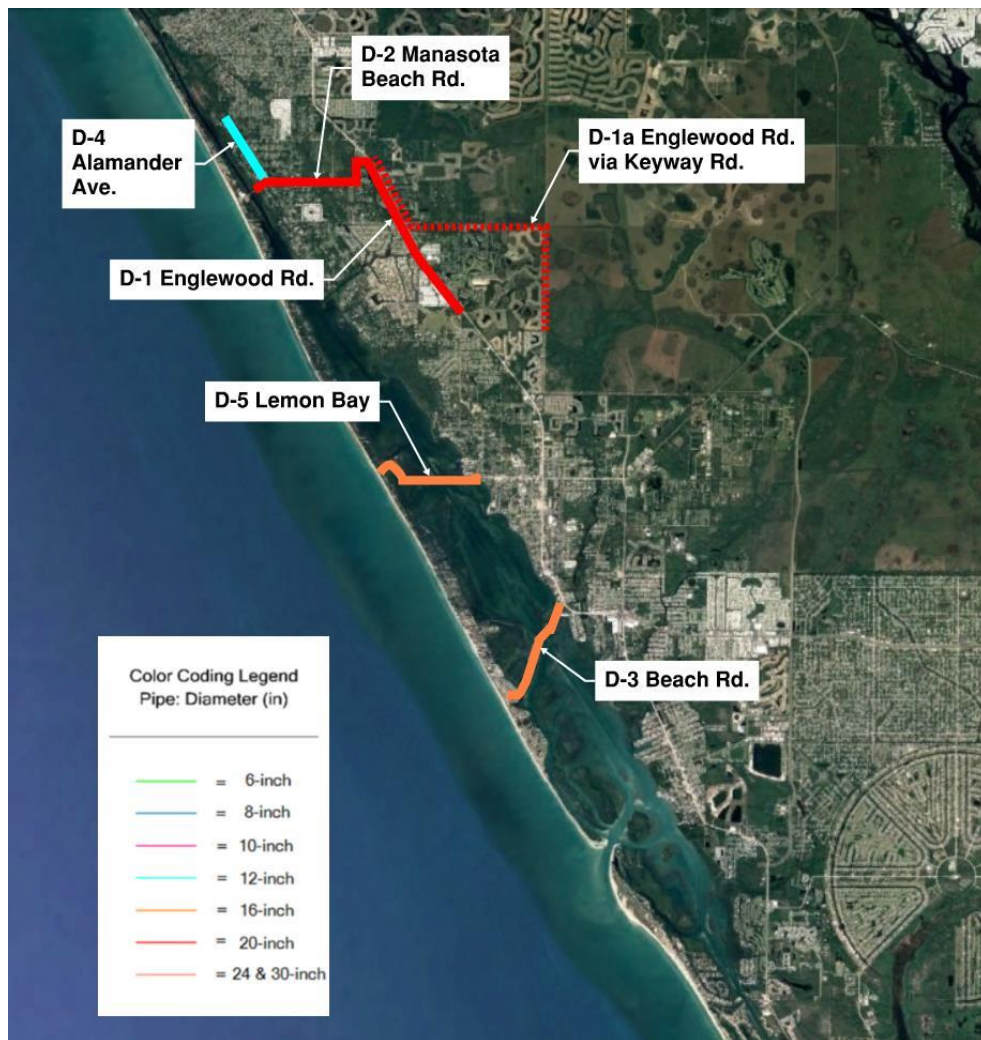 D-2 Manasota
Beach Rd.
D-4
Alamander
Ave.
D-1a Englewood Rd.
via Keyway Rd.
D-1 Englewood Rd.
D-5 Lemon Bay
D-3 Beach Rd.
Color Coding Legend
Pipe: Diameter (in)
= 6-inch
= 8-inch
= 10-inch
= 12-inch
= 16-inch
= 20-inch
= 24 & 30-inch